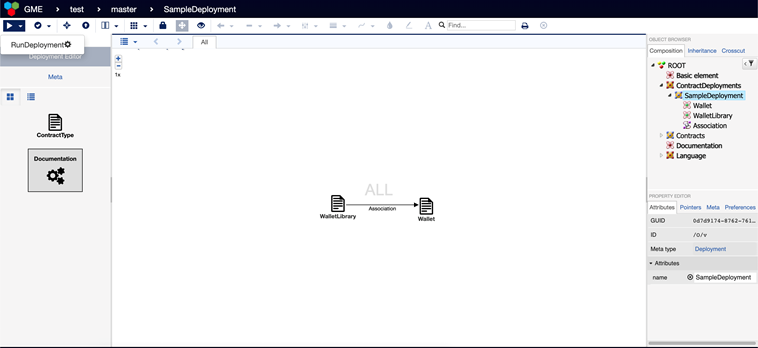 GME > test > master > SampleDeployment
Find...
RunDeployment
Deployment Editor
Meta
ContractType
Documentation
All
1x
ALL
WalletLibrary
Association
Wallet
OBJECT BROWSER
Composition Inheritance Crosscut
ROOT
Basic element
ContractDeployments
SampleDeployment
Wallet
WalletLibrary
Association
Contracts
Documentation
Language
PROPERTY EDITOR
Attributes Pointers Meta Preferences
GUID 0d7d9174-8762-761...
ID /O/v
Meta type Deployment
Attributes
name SampleDeployment